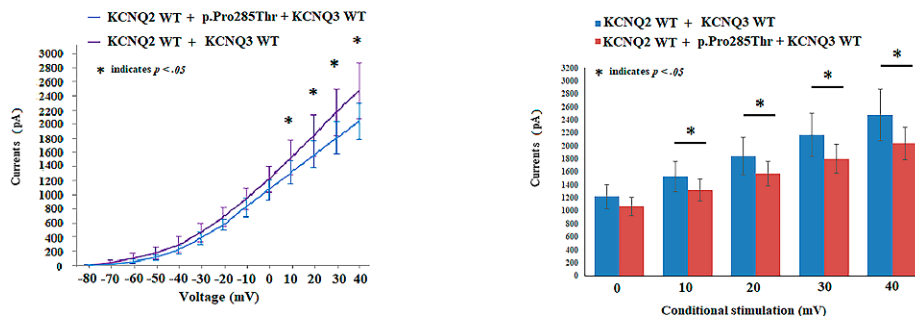 KCNQ2 WT + p.Pro285Thr + KCNQ3 WT
KCNQ2 WT + KCNQ3 WT
* indicates p < .05
* * * *
Currents (pA)
3000
2800
2600
2400
2200
2000
1800
1600
1400
1200
1000
800
600
400
200
0
-80 -70 -60 -50 -40 -30 -20 -10 0 10 20 30 40
Voltage (mV)
KCNQ2 WT + KCNQ3 WT
KCNQ2 WT + p.Pro285Thr + KCNQ3 WT
* indicates p < .05
* * * *
Currents (pA)
3200
3000
2800
2600
2400
2200
2000
1800
1600
1400
1200
1000
800
600
400
200
0
0 10 20 30 40
Conditional stimulation (mV)